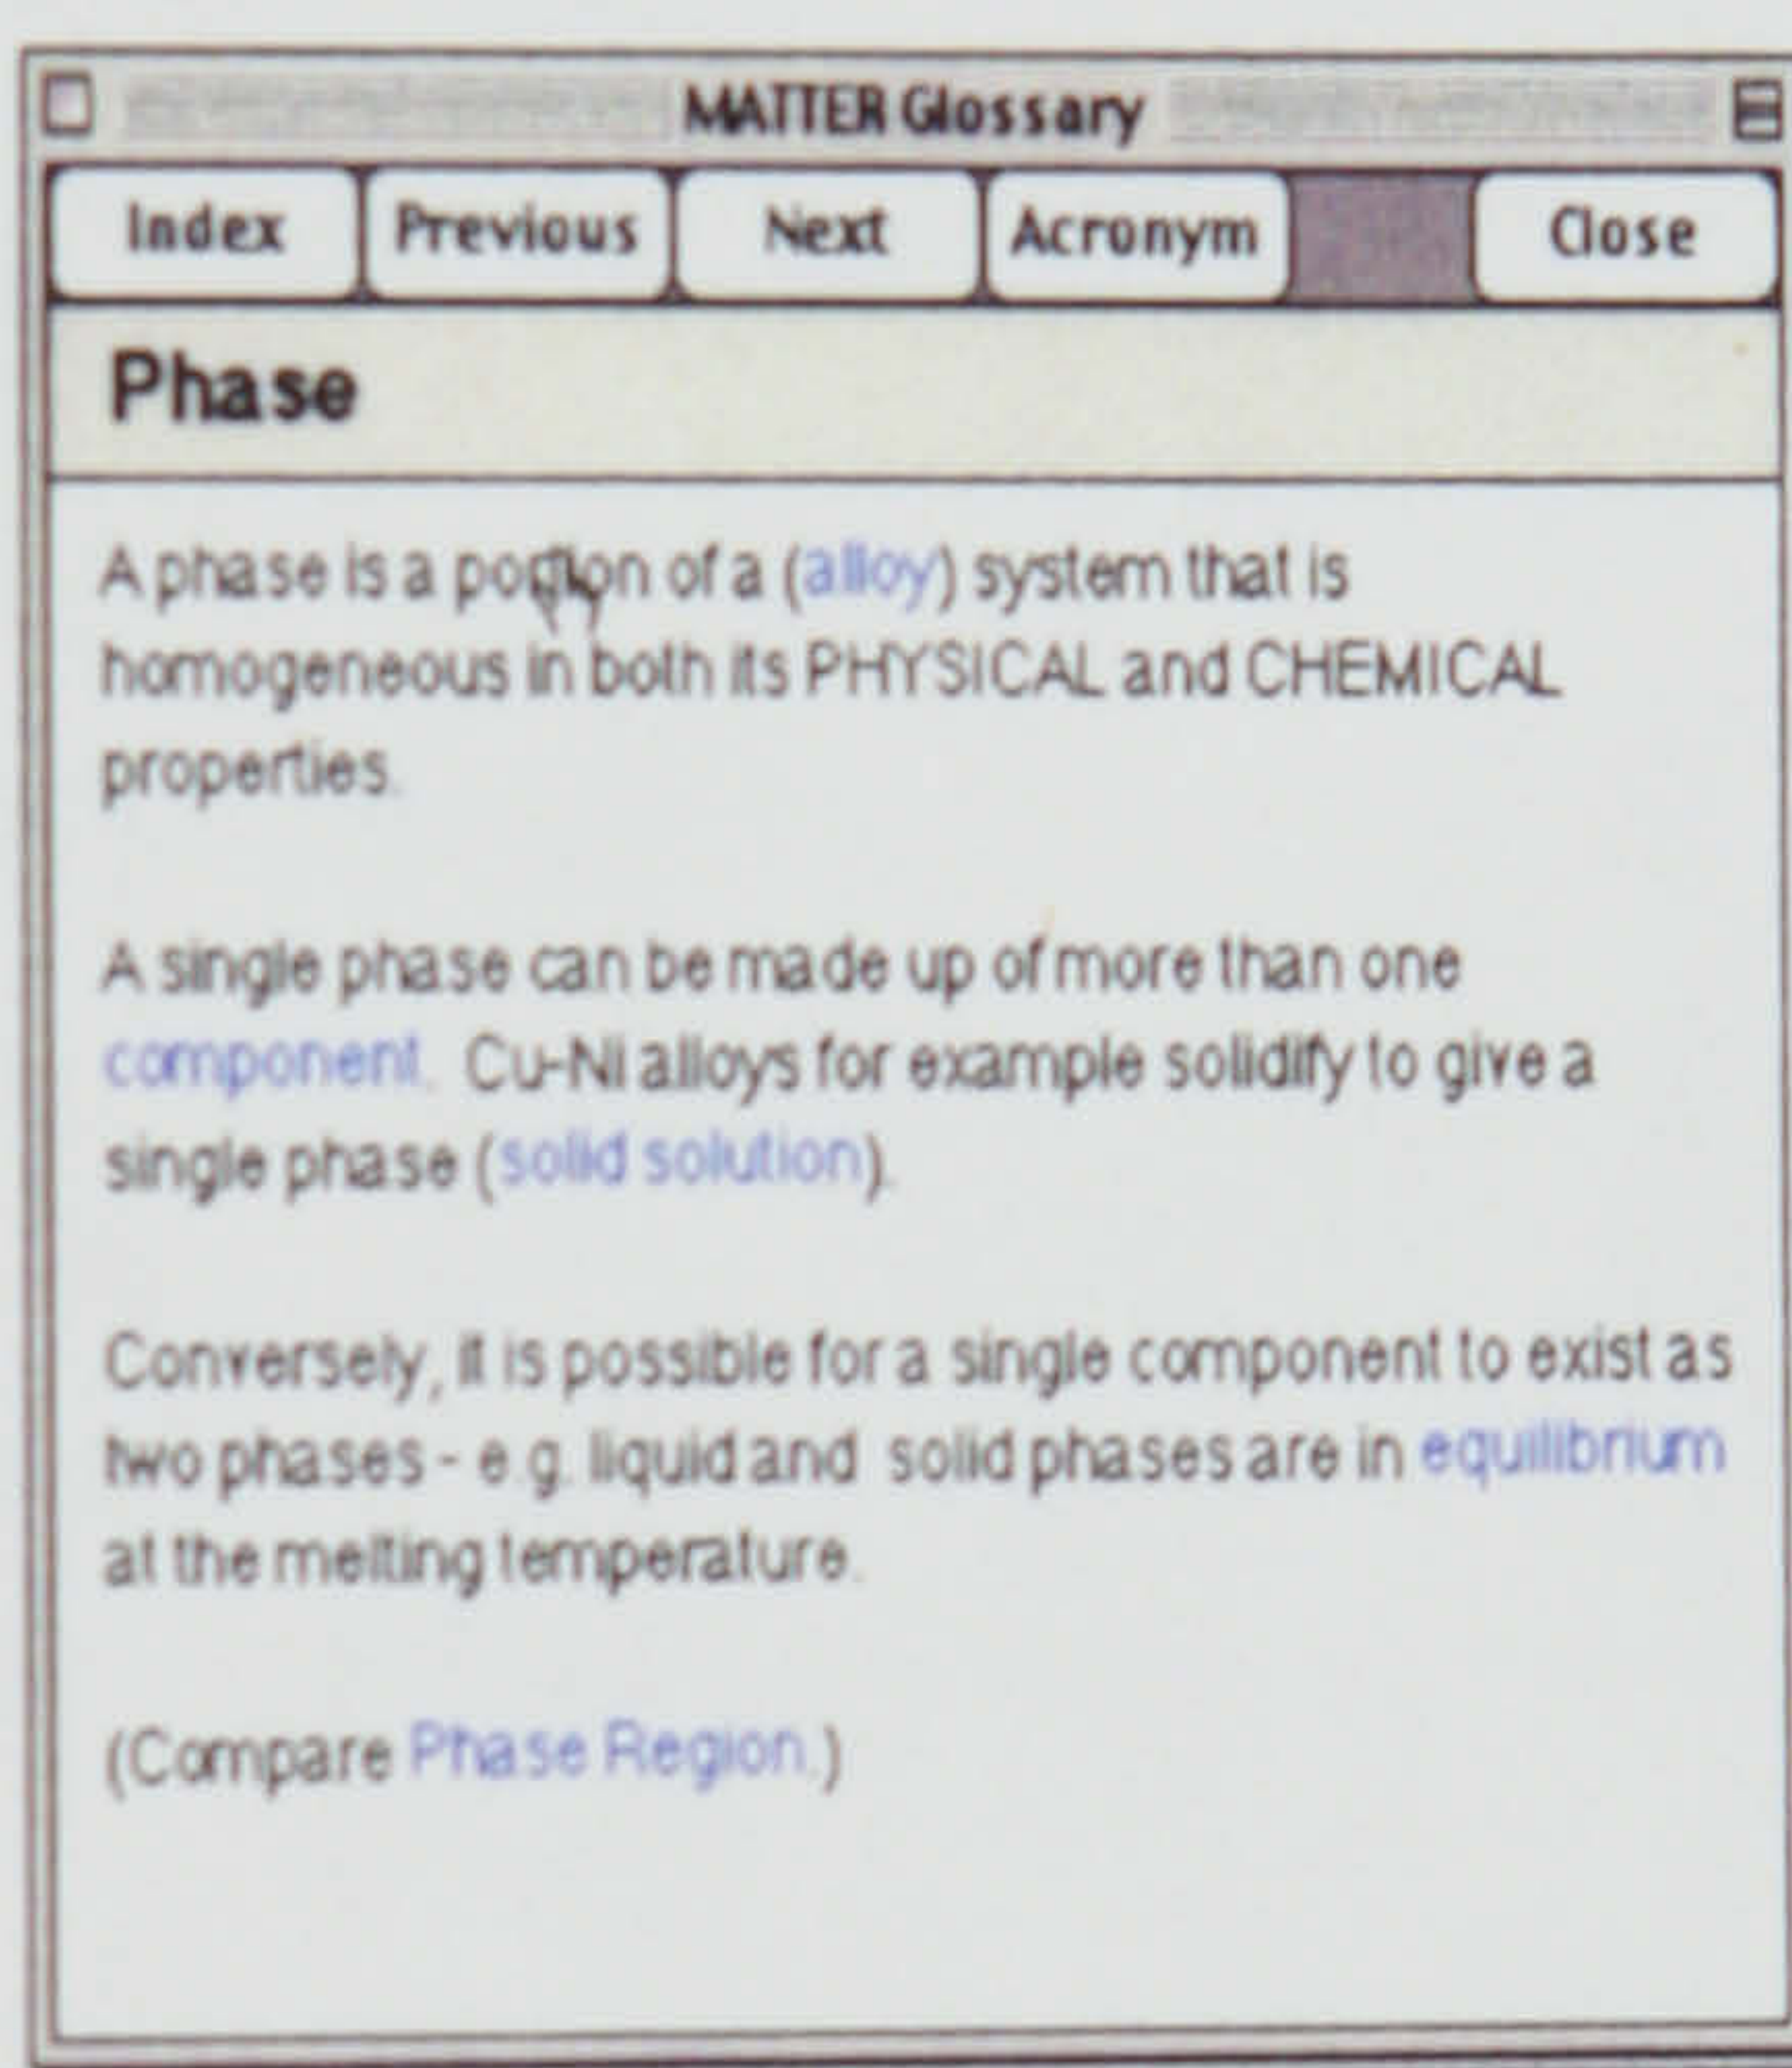 MATTER Glossary
Index Previous Next Acronym Close
Phase
A phase is a portion of a (alloy) system that is
homogeneous in both its PHYSICAL and CHEMICAL
properties.
A single phase can be made up of more than one
component. Cu-Ni alloys for example solidify to give a
single phase (solid solution).
Conversely, it is possible for a single component to exist as
two phases - e.g. liquid and solid phases are in equilibrium
at the melting temperature.
(Compare Phase Region.)